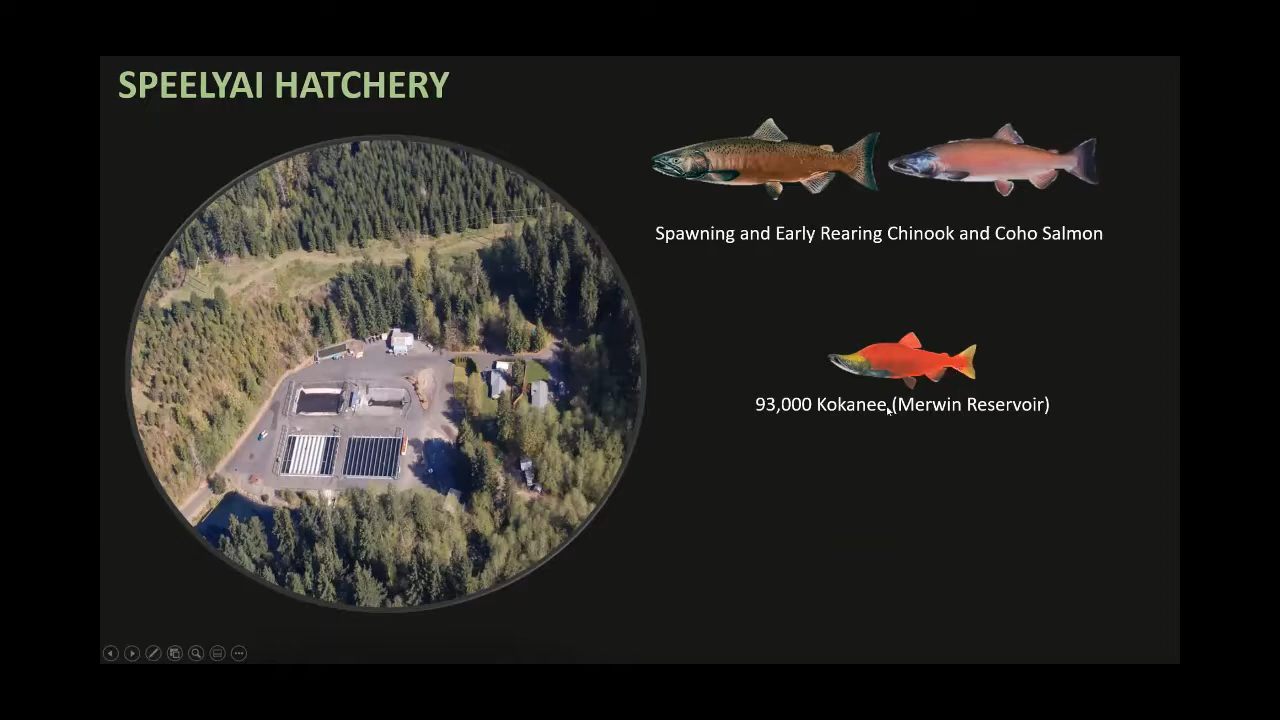 SPEELYAI HATCHERY
Spawning and Early Rearing Chinook and Coho Salmon
93,000 Kokanee (Merwin Reservoir)